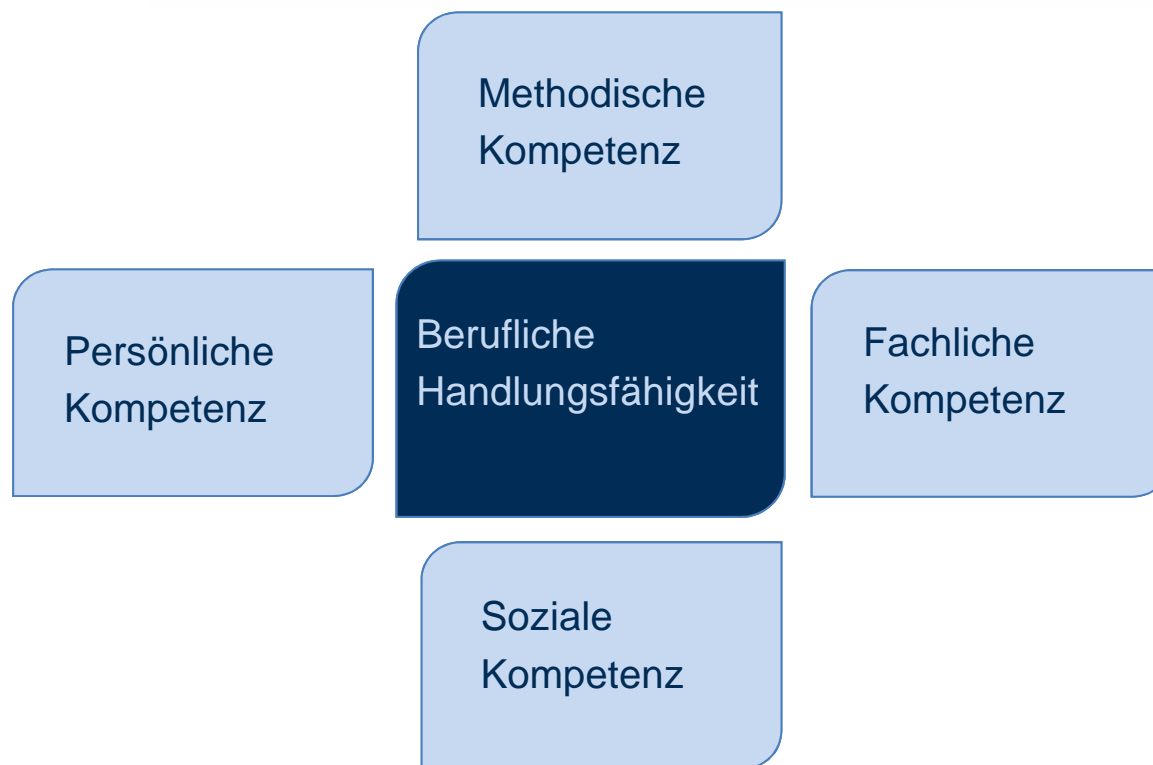 Methodische
Kompetenz
Persönliche
Kompetenz
Berufliche
Handlungsfähigkeit
Fachliche
Kompetenz
Soziale
Kompetenz